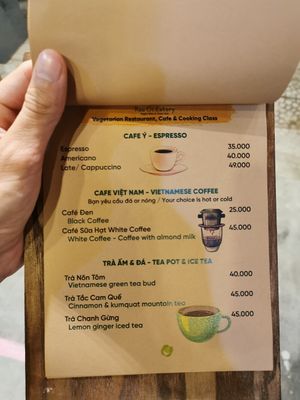 Vegetarian Restaurant, Cafe & Cooking Class
CAFE Ý - ESPRESSO
Espresso 35.000
Americano 40.000
Late/ Cappuccino 49.000
CAFE VIỆT NAM - VIETNAMESE COFFEE
Bạn yêu cầu đá or nóng / Your choice is hot or cold
Café Đen 25.000
Black Coffee
Café Sữa Hạt White Coffee 45.000
White Coffee - Coffee with almond milk
TRÀ ẤM & ĐÁ - TEA POT & ICE TEA
Trà Nõn Tôm 40.000
Vietnamese green tea bud
Trà Tắc Cam Quế 45.000
Cinnamon & kumquat mountain tea
Trà Chanh Gừng 45.000
Lemon ginger iced tea